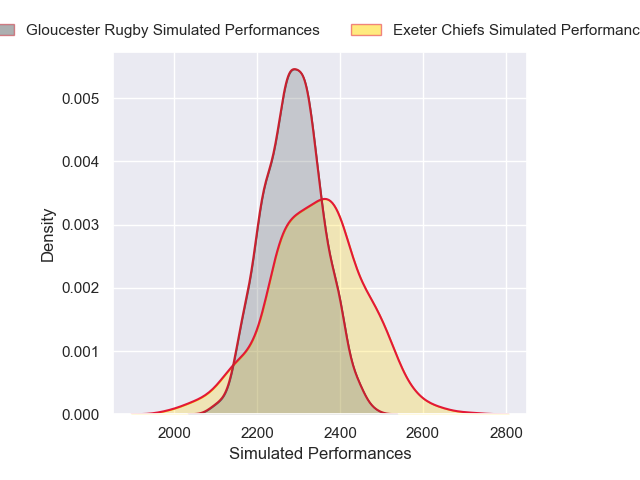 Gloucester Rugby Simulated Performances
Exeter Chiefs Simulated
0.005
0.004
0.003
0.002
0.001
0.000
Density
2000 2200 2400 2600 2800
Simulated Performances